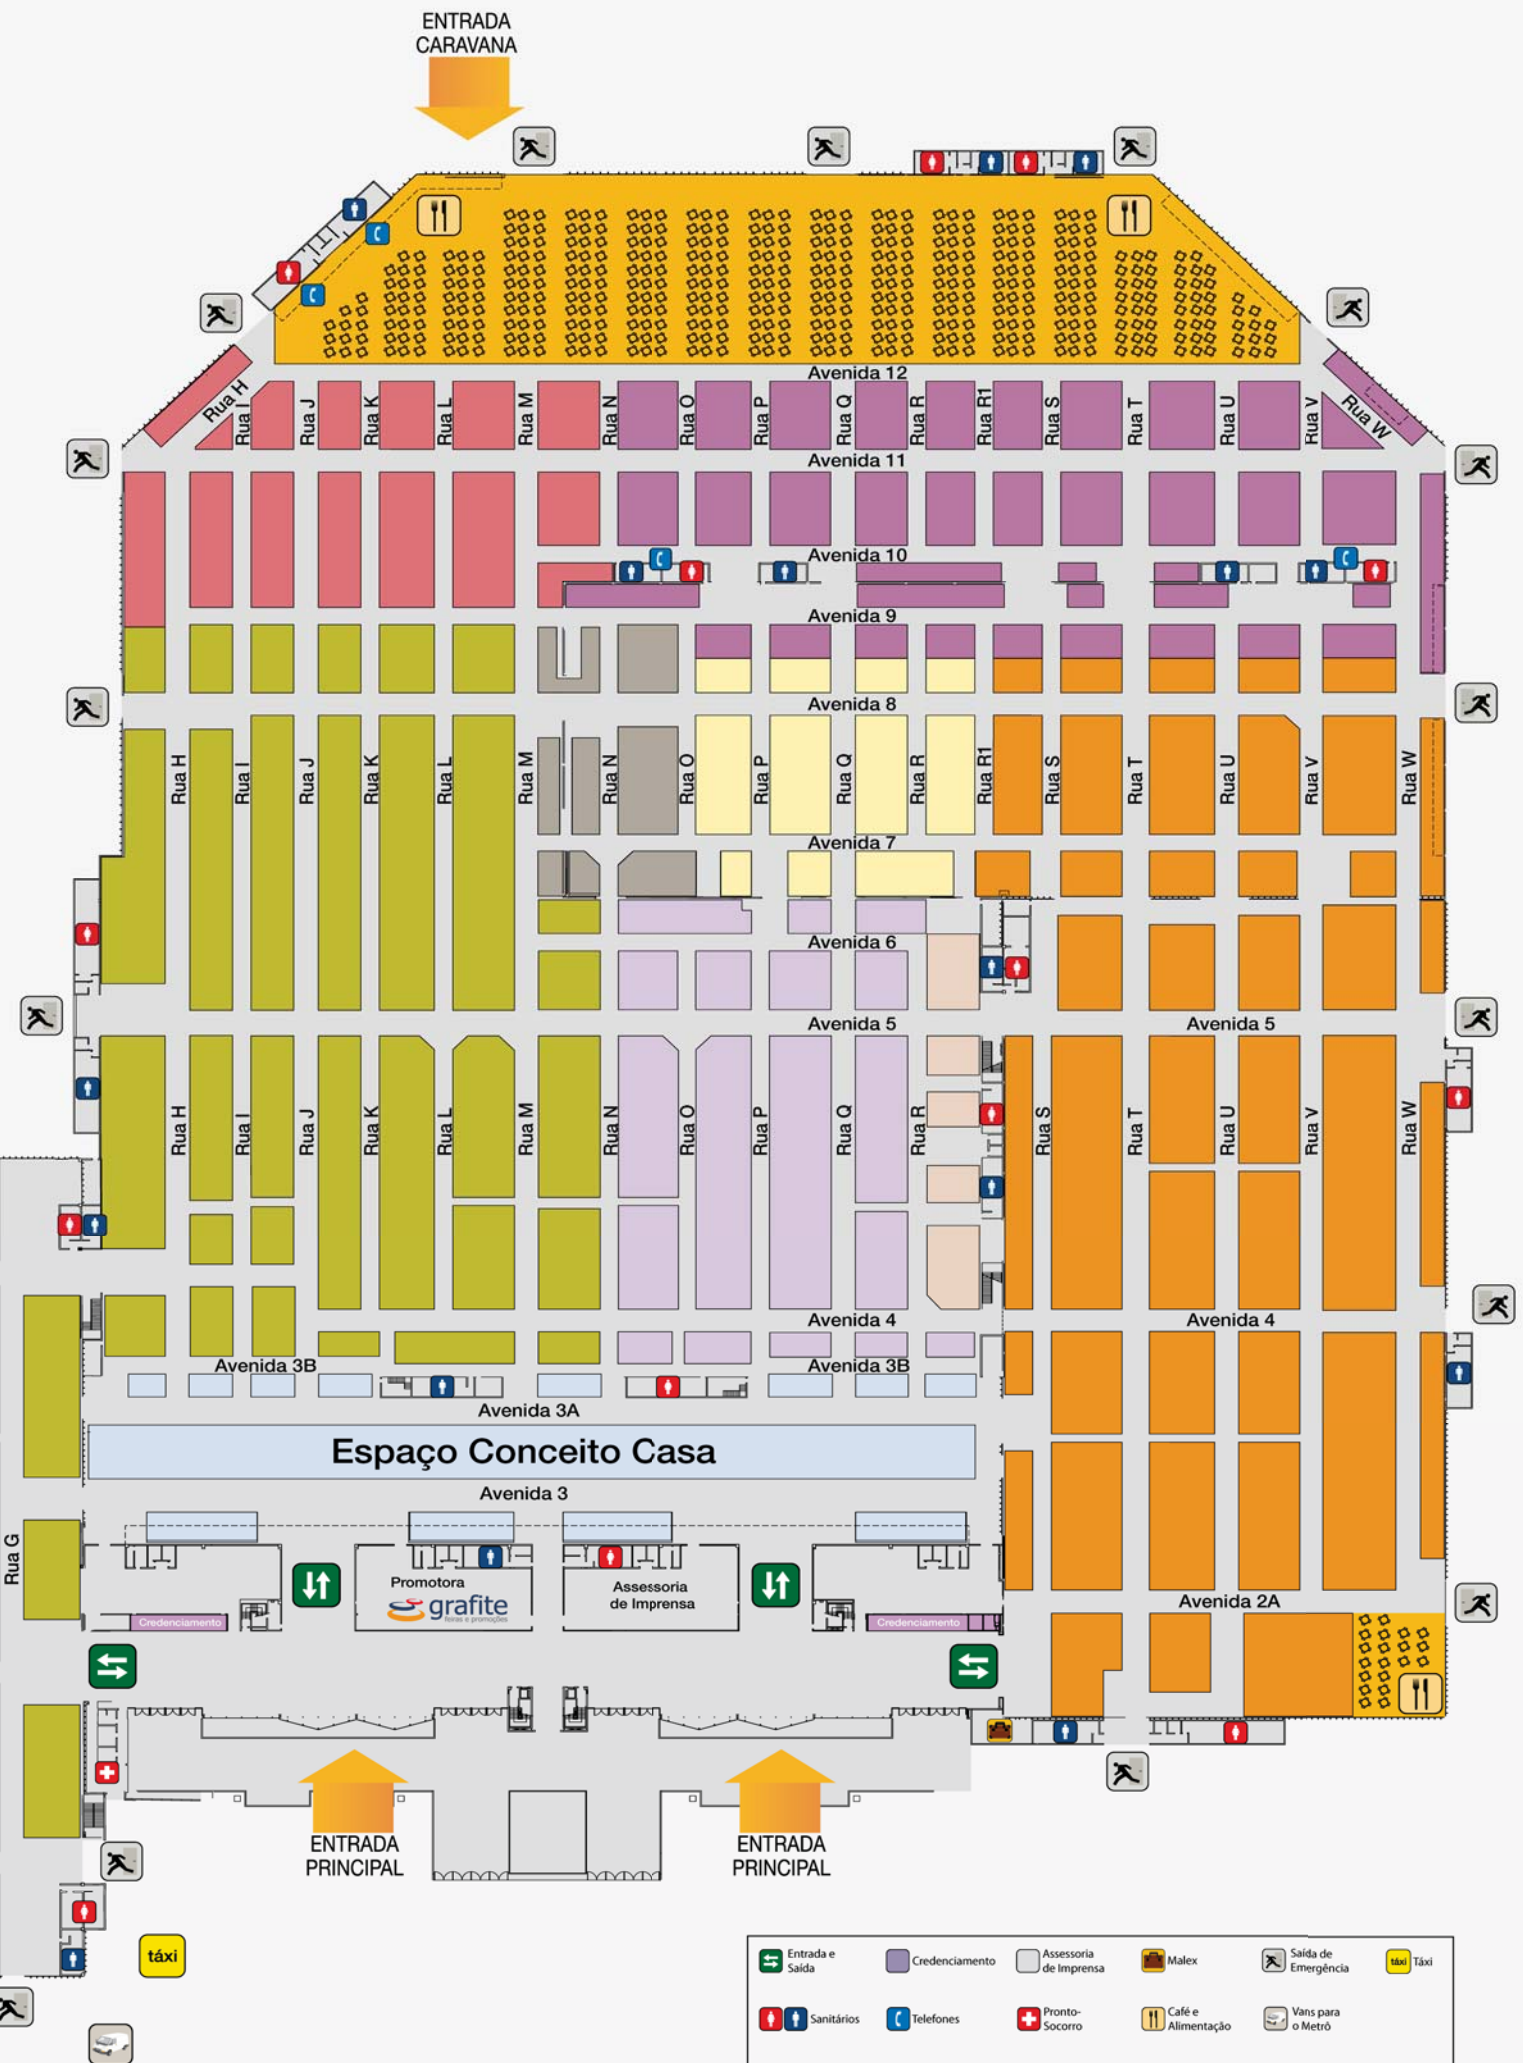 ENTRADA
CARAVANA
Avenida 12
Rua H
Rua I
Rua J
Rua K
Rua L
Rua M
Rua N
Rua O
Rua P
Rua Q
Rua R
Rua R1
Rua S
Rua T
Rua U
Rua V
Rua W
Avenida 11
Avenida 10
Avenida 9
Avenida 8
Rua H
Rua I
Rua J
Rua K
Rua L
Rua M
Rua N
Rua O
Rua P
Rua Q
Rua R
Rua R1
Rua S
Rua T
Rua U
Rua V
Rua W
Avenida 7
Avenida 6
Avenida 5
Avenida 5
Rua H
Rua I
Rua J
Rua K
Rua L
Rua M
Rua N
Rua O
Rua P
Rua Q
Rua R
Rua S
Rua T
Rua U
Rua V
Rua W
Avenida 4
Avenida 4
Avenida 3B
Avenida 3B
Avenida 3A
Espaço Conceito Casa
Avenida 3
Rua G
Promotora
grafite
feiras e promoções
Assessoria
de Imprensa
Credenciamento
Credenciamento
Avenida 2A
ENTRADA
PRINCIPAL
ENTRADA
PRINCIPAL
táxi
Entrada e
Saída
Credenciamento
Assessoria
de Imprensa
Malex
Saída de
Emergência
táxi Táxi
Sanitários
Telefones
Pronto-
Socorro
Café e
Alimentação
Vans para
o Metrô